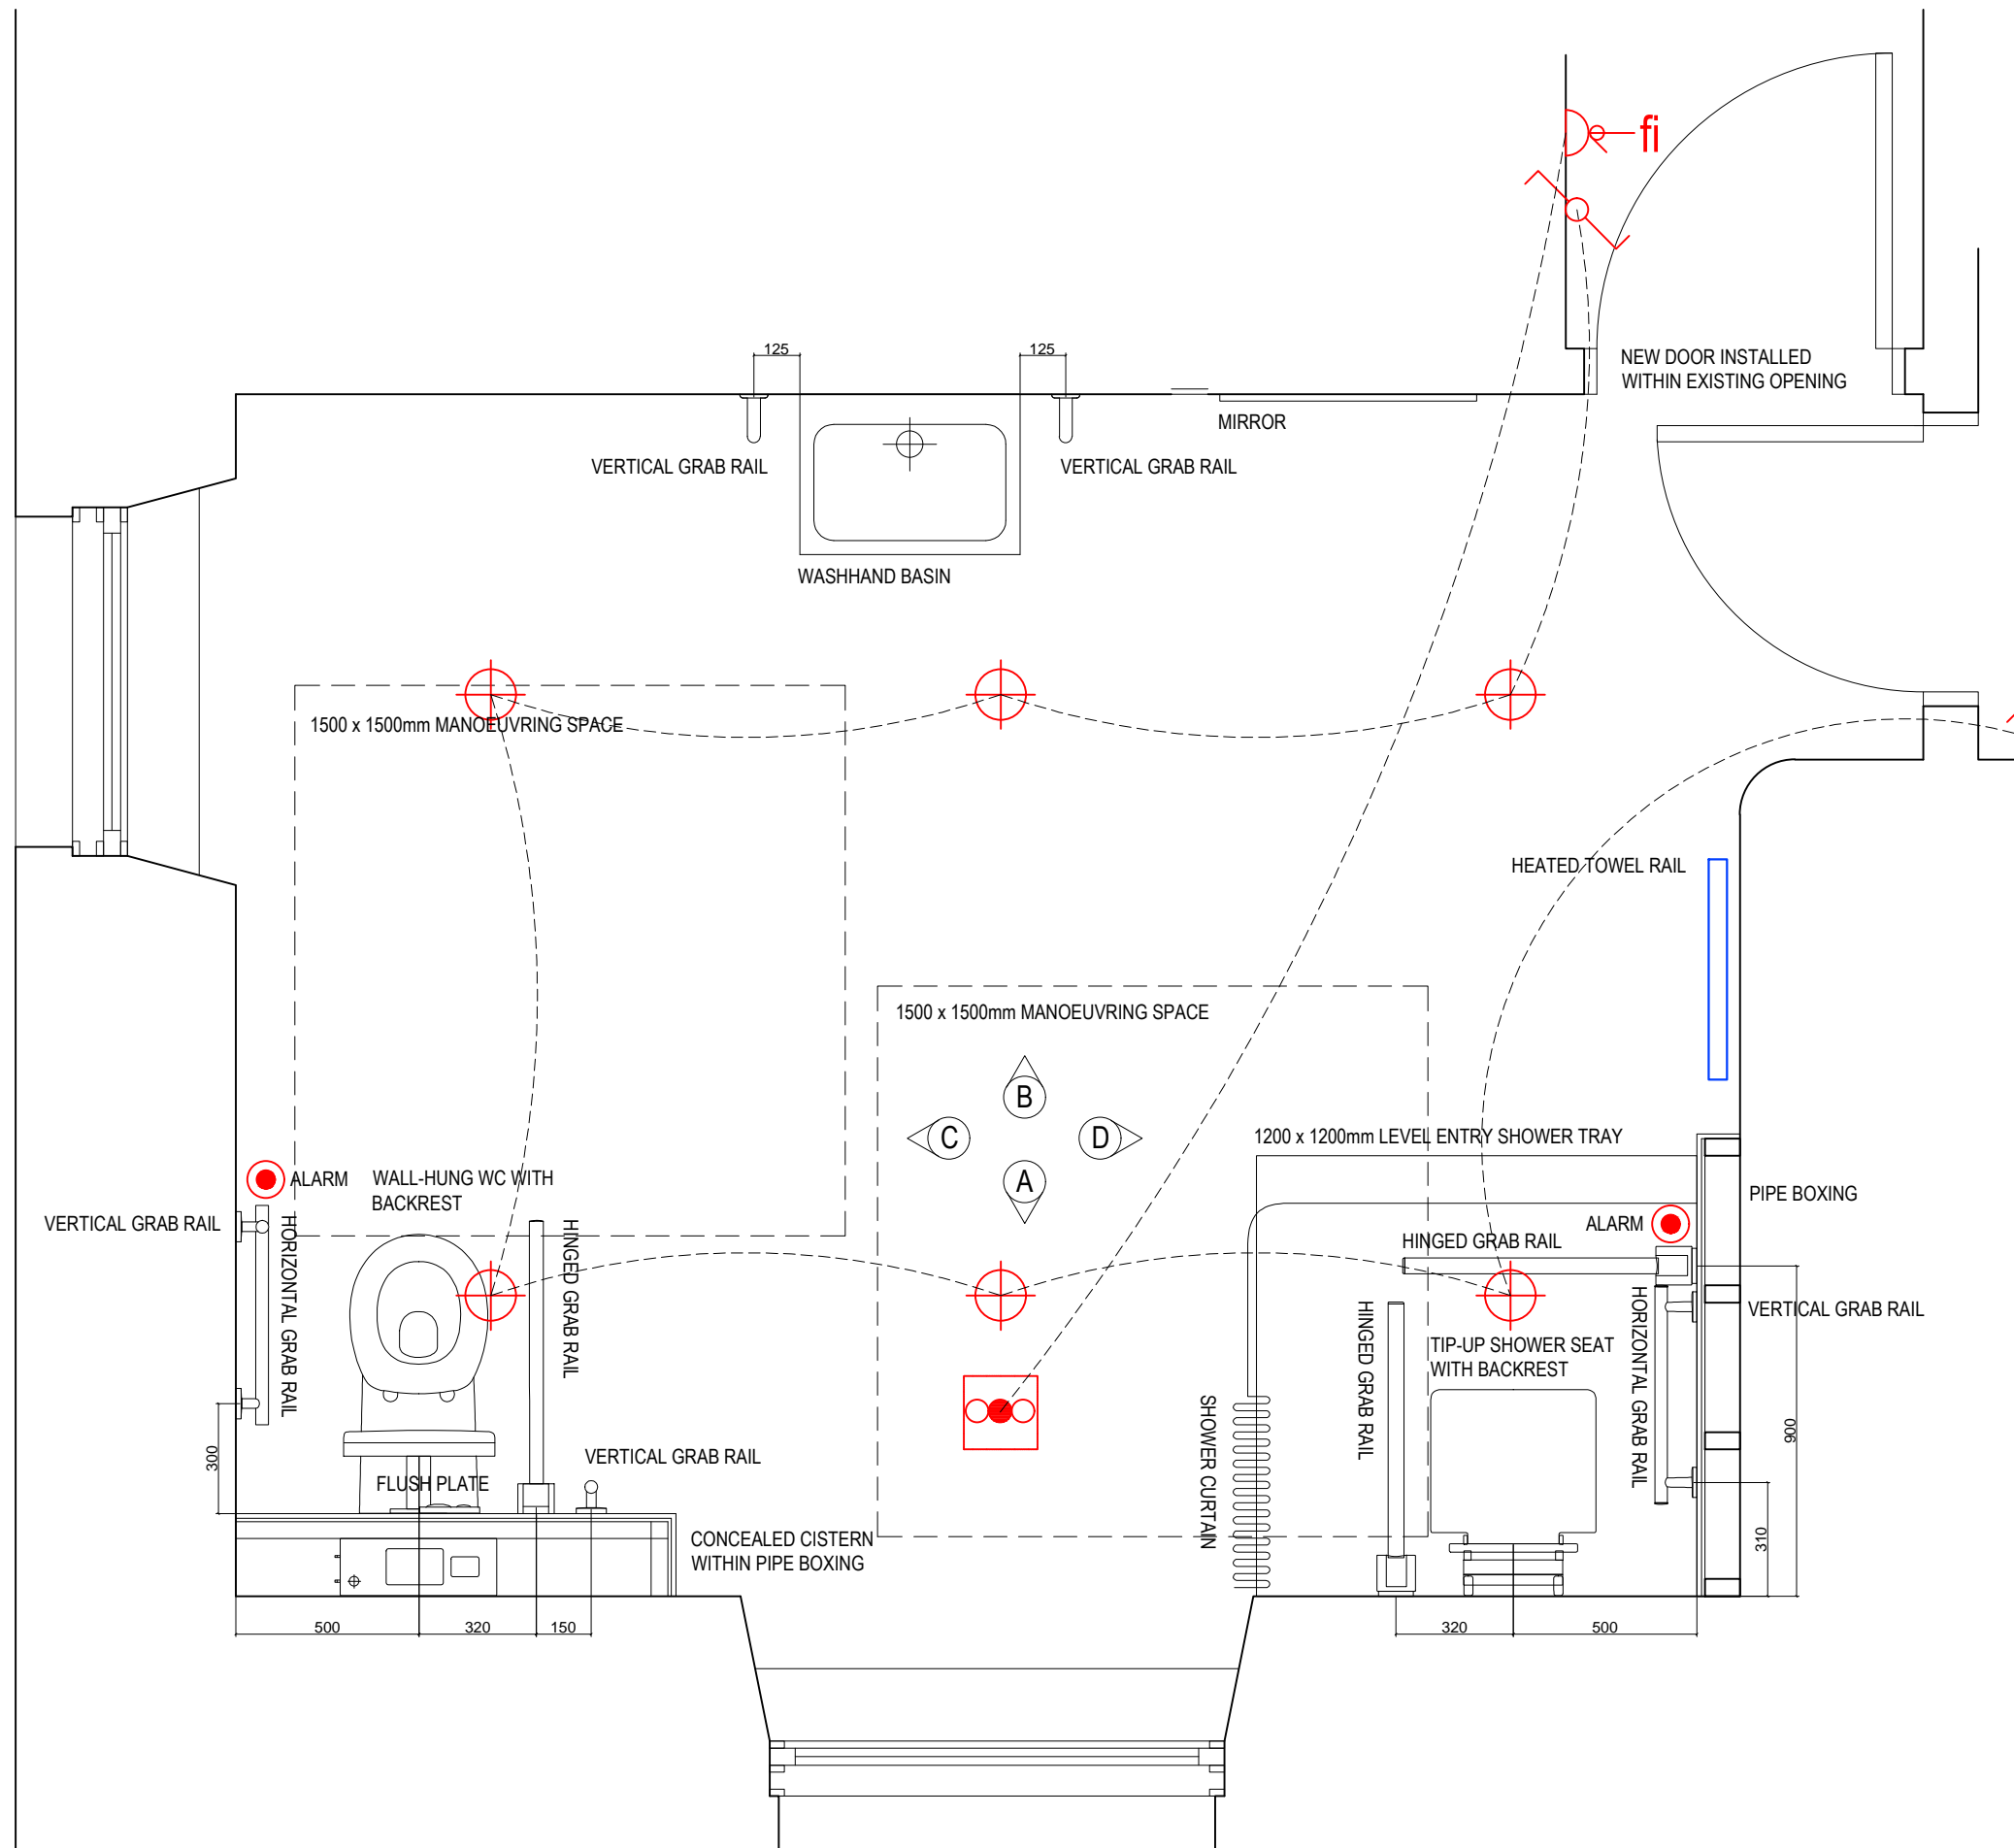 fi
125
125
NEW DOOR INSTALLED
WITHIN EXISTING OPENING
MIRROR
VERTICAL GRAB RAIL
VERTICAL GRAB RAIL
WASHHAND BASIN
1500 x 1500mm MANOEUVRING SPACE
HEATED TOWEL RAIL
1500 x 1500mm MANOEUVRING SPACE
B
C
D
A
1200 x 1200mm LEVEL ENTRY SHOWER TRAY
ALARM
WALL-HUNG WC WITH
BACKREST
PIPE BOXING
VERTICAL GRAB RAIL
HORIZONTAL GRAB RAIL
HINGED GRAB RAIL
ALARM
HINGED GRAB RAIL
HINGED GRAB RAIL
HORIZONTAL GRAB RAIL
VERTICAL GRAB RAIL
TIP-UP SHOWER SEAT
WITH BACKREST
SHOWER CURTAIN
900
300
VERTICAL GRAB RAIL
FLUSH PLATE
CONCEALED CISTERN
WITHIN PIPE BOXING
310
500
320
150
320
500